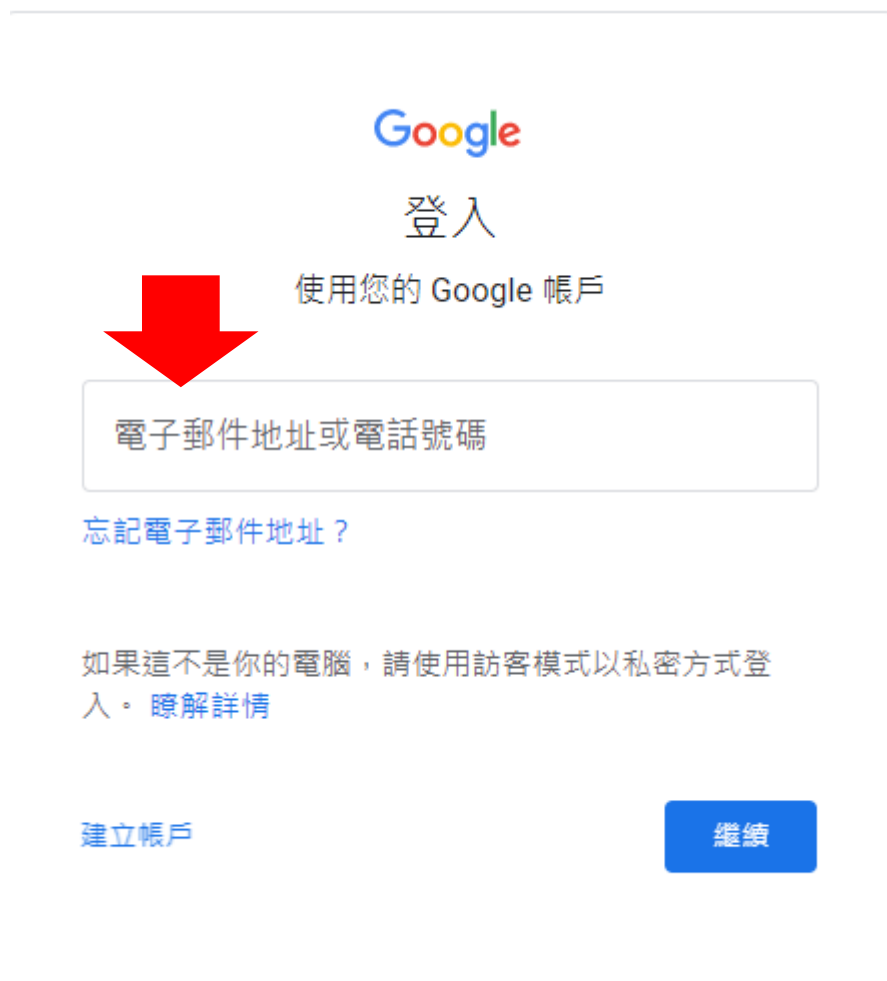 Google
登入
使用您的 Google 帳戶
電子郵件地址或電話號碼
忘記電子郵件地址？
如果這不是你的電腦，請使用訪客模式以私密方式登
入。 瞭解詳情
建立帳戶
繼續